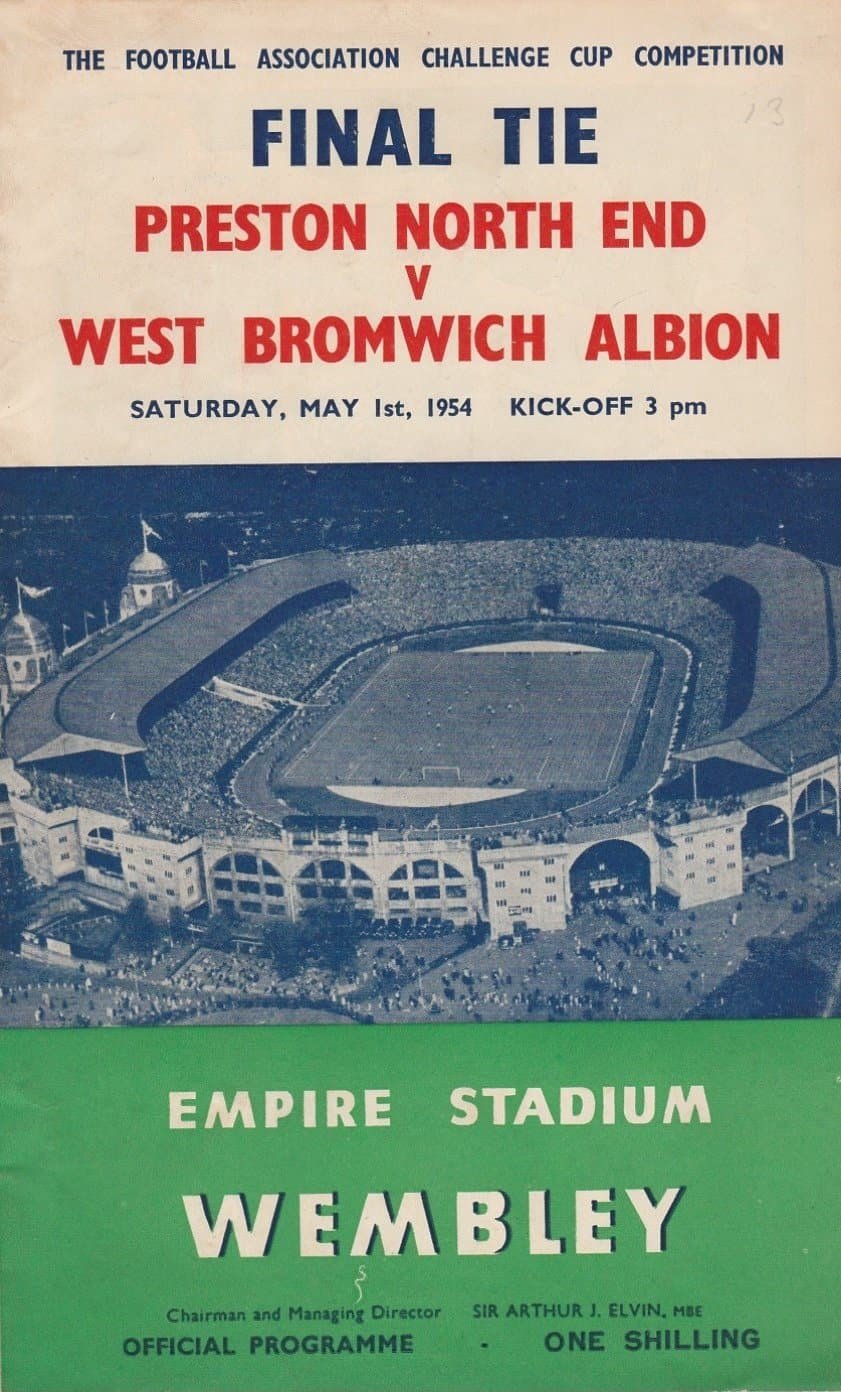 THE FOOTBALL ASSOCIATION CHALLENGE CUP COMPETITION
13
FINAL TIE
PRESTON NORTH END
V
WEST BROMWICH ALBION
SATURDAY, MAY 1st, 1954 KICK-OFF 3 pm
EMPIRE STADIUM
WEMBLEY
Chairman and Managing Director SIR ARTHUR J. ELVIN, MBE
OFFICIAL PROGRAMME - ONE SHILLING